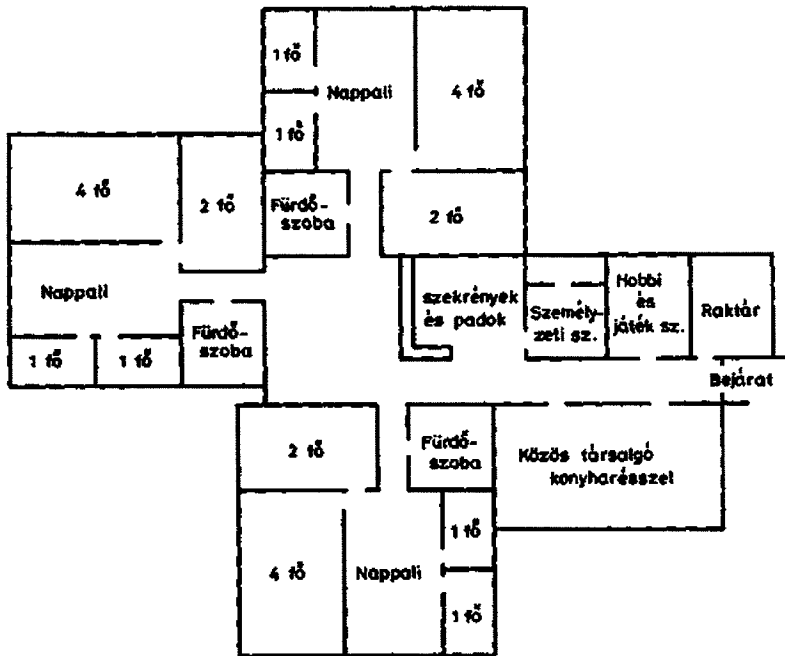 1 fő
Nappali
4 fő
1 fő
4 fő
2 fő
Fürdő-
szoba
2 fő
Nappali
szekrények
és padok
Személy-
zeti sz.
Hobbi
és
játék sz.
Raktár
Fürdő-
szoba
1 fő
1 fő
Bejárat
2 fő
Fürdő-
szoba
Közös társalgó
konyharésszel
1 fő
4 fő
Nappali
1 fő